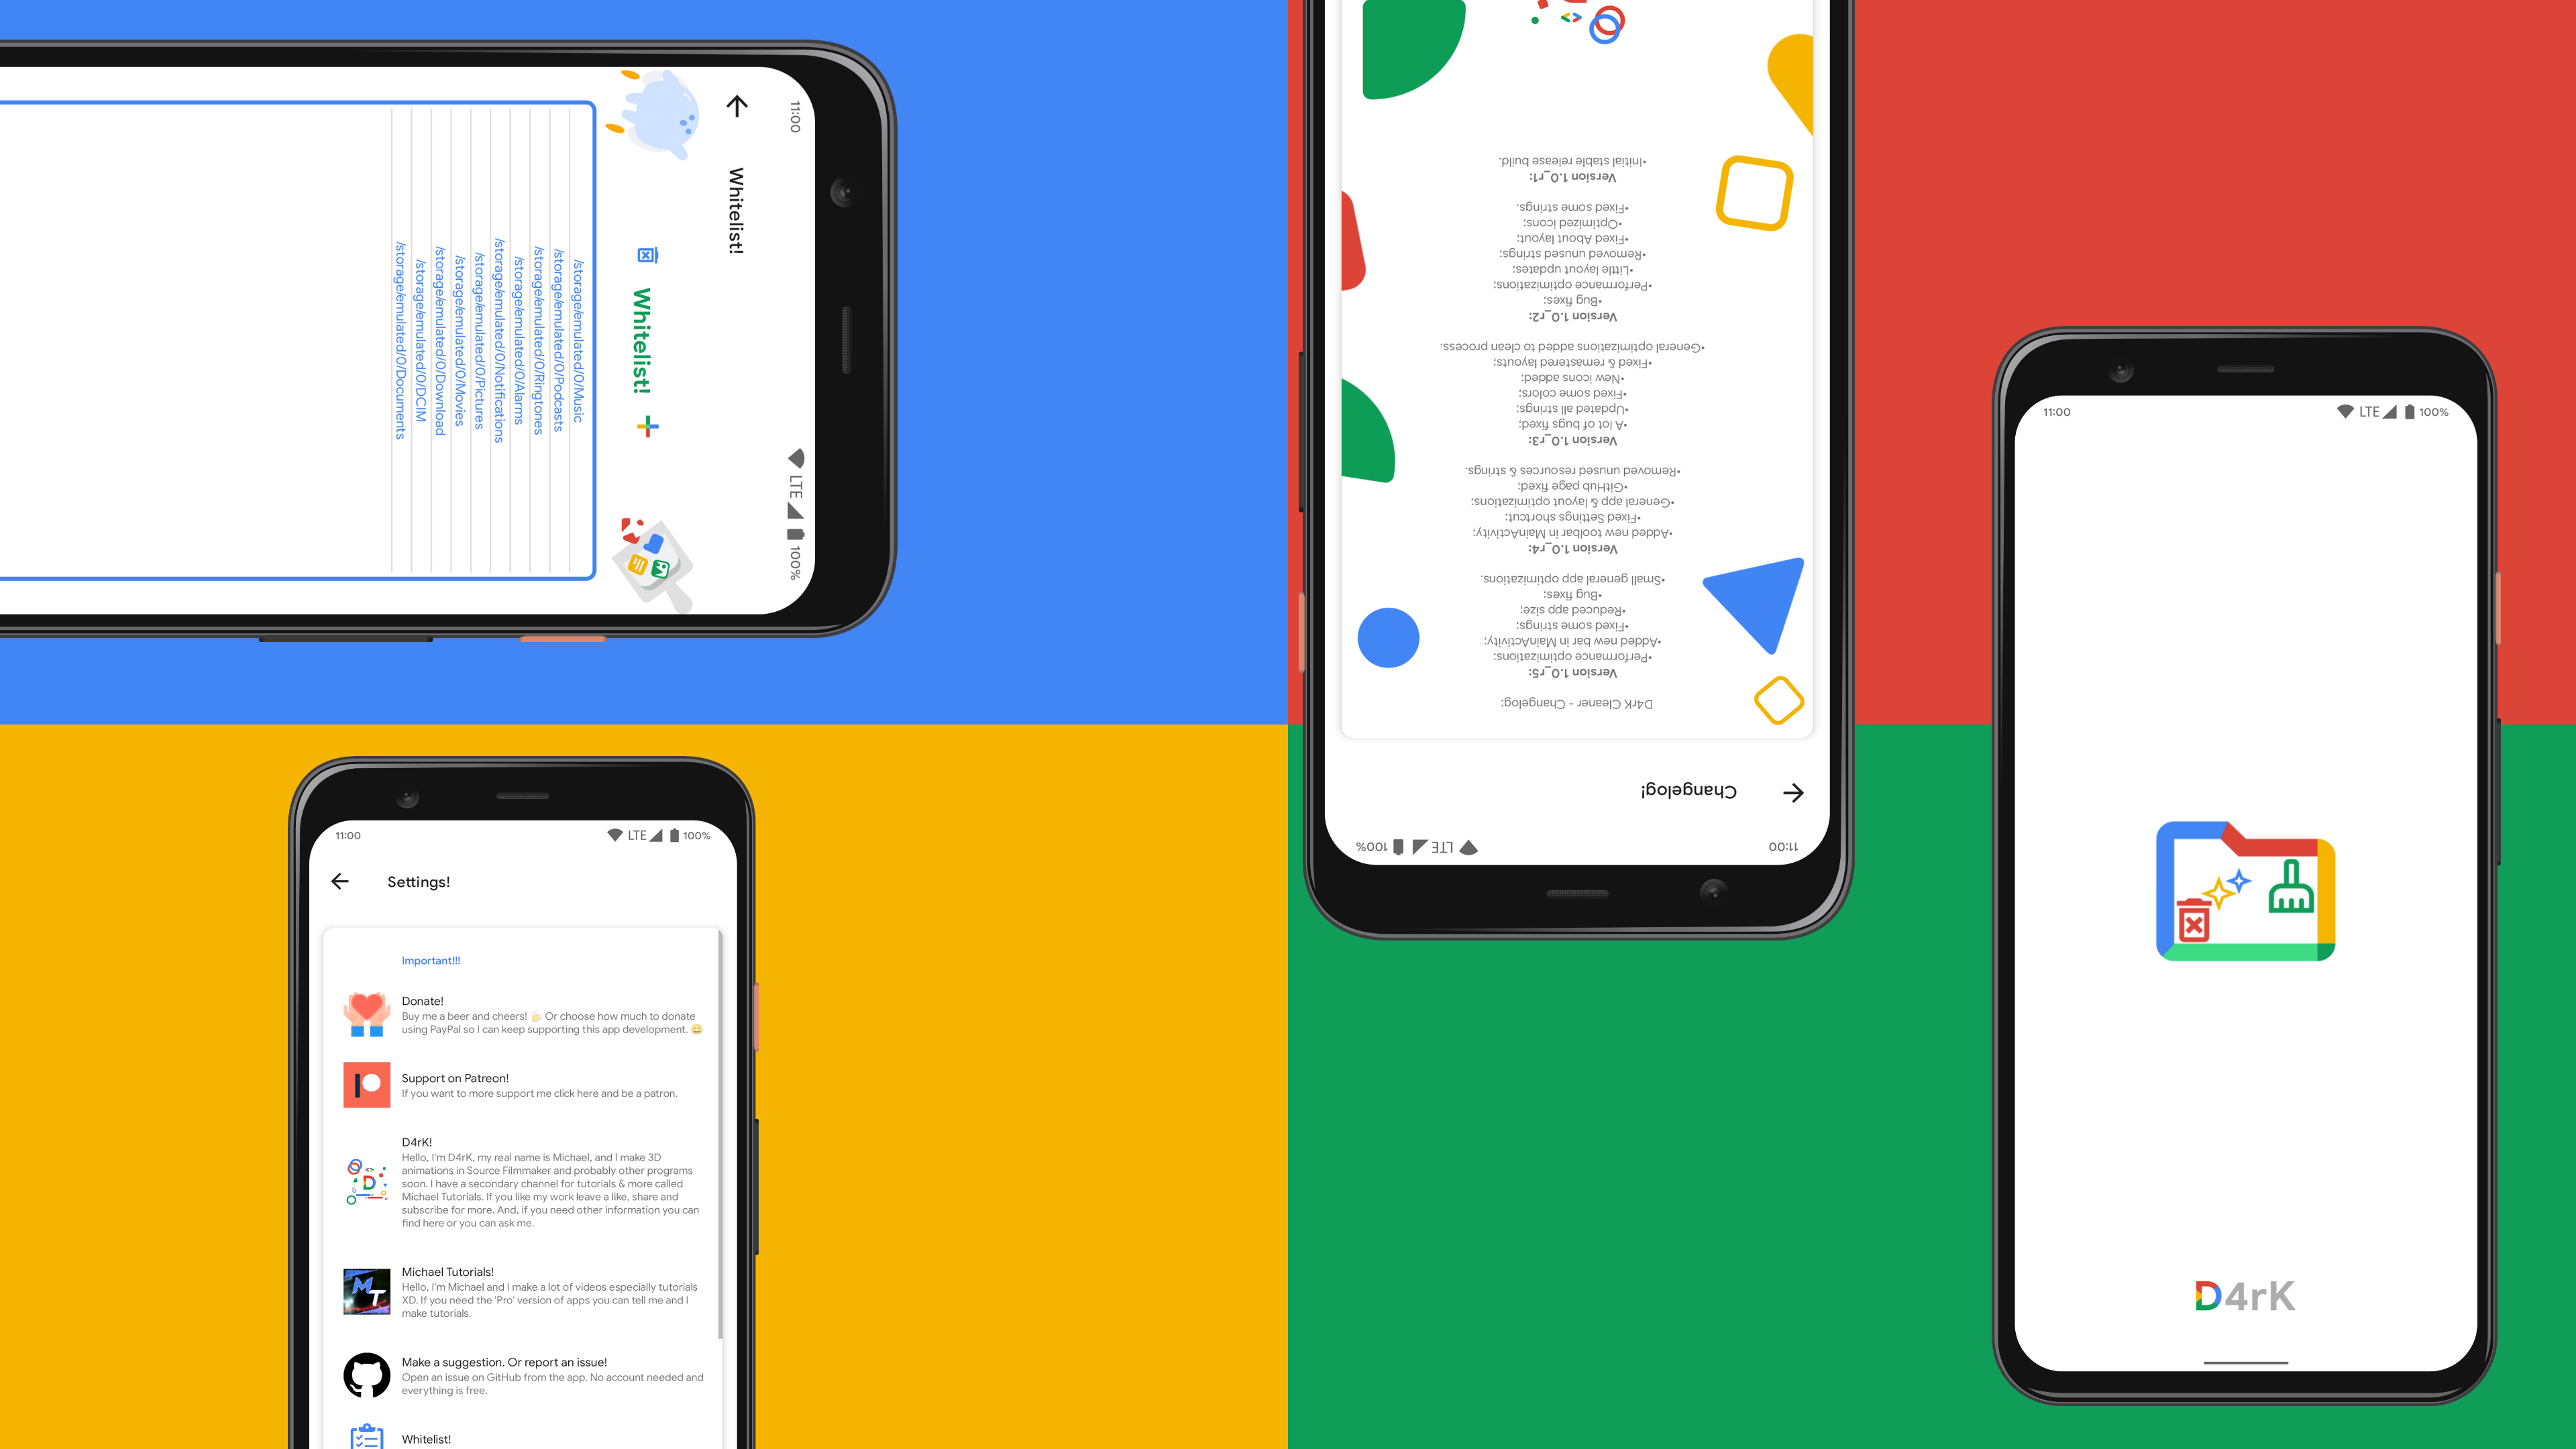 11:00
LTE
100%
Whitelist!
Whitelist!
/storage/emulated/0/Music
/storage/emulated/0/Podcasts
/storage/emulated/0/Ringtones
/storage/emulated/0/Alarms
/storage/emulated/0/Notifications
/storage/emulated/0/Pictures
/storage/emulated/0/Movies
/storage/emulated/0/Download
/storage/emulated/0/DCIM
/storage/emulated/0/Documents
11:00
LTE
100%
Changelog!
D4rK Cleaner - Changelog:
Version 1.0_r5:
•Performance optimizations;
•Added new bar in MainActivity;
•Fixed some strings;
•Reduced app size;
•Bug fixes;
•Small general app optimizations.
Version 1.0_r4:
•Added new toolbar in MainActivity;
•Fixed Settings shortcut;
•General app & layout optimizations;
•GitHub page fixed;
•Removed unused resources & strings.
Version 1.0_r3:
•A lot of bugs fixed;
•Updated all strings;
•Fixed some colors;
•New icons added;
•Fixed & remastered layouts;
•General optimizations added to clean process.
Version 1.0_r2:
•Bug fixes;
•Performance optimizations;
•Little layout updates;
•Removed unused strings;
•Fixed About layout;
•Optimized icons;
•Fixed some strings.
Version 1.0_r1:
•Initial stable release build.
11:00
LTE
100%
Settings!
Important!!!
Donate!
Buy me a beer and cheers! 🍻 Or choose how much to donate
using PayPal so I can keep supporting this app development. 😄
Support on Patreon!
If you want to more support me click here and be a patron.
D4rK!
Hello, I'm D4rK, my real name is Michael, and I make 3D
animations in Source Filmmaker and probably other programs
soon. I have a secondary channel for tutorials & more called
Michael Tutorials. If you like my work leave a like, share and
subscribe for more. And, if you need other information you can
find here or you can ask me.
D
Michael Tutorials!
Hello, I'm Michael and I make a lot of videos especially tutorials
XD. If you need the 'Pro' version of apps you can tell me and I
make tutorials.
MT
Make a suggestion. Or report an issue!
Open an issue on GitHub from the app. No account needed and
everything is free.
Whitelist!
11:00
LTE
100%
D4rK